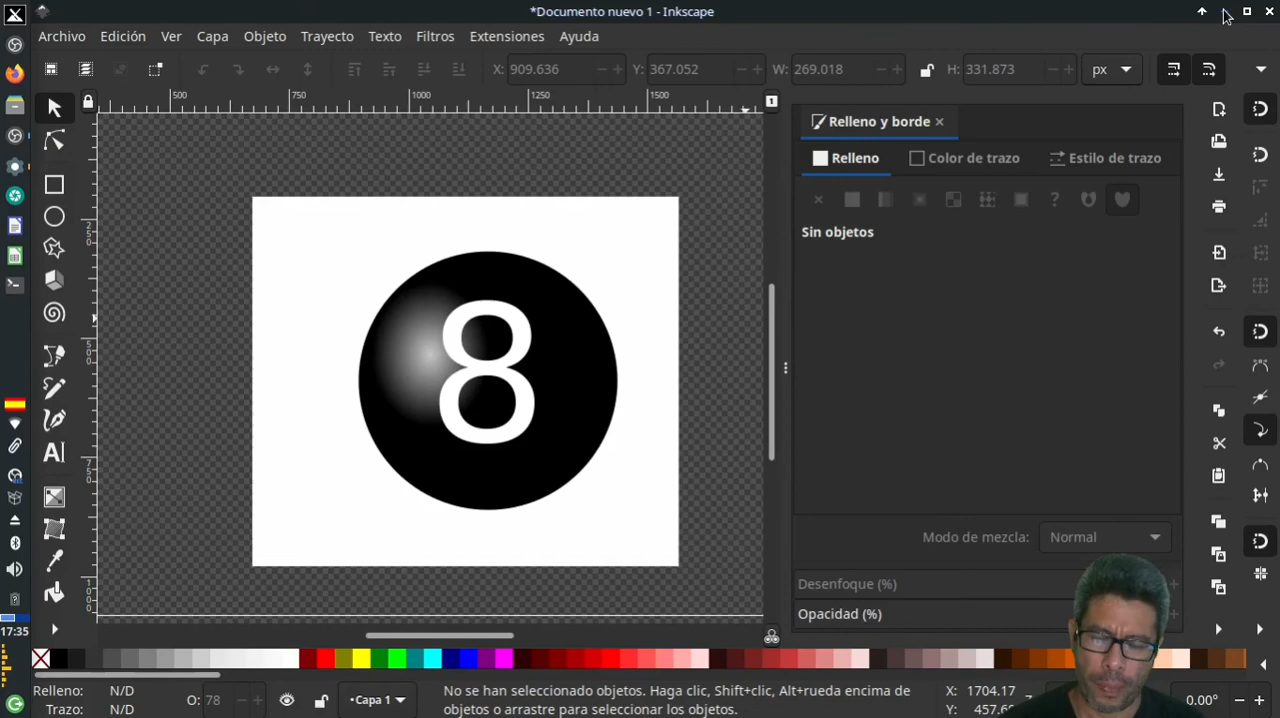 *Documento nuevo 1 - Inkscape
Archivo Edición Ver Capa Objeto Trayecto Texto Filtros Extensiones Ayuda
X: 909.636 Y: 367.052 W: 269.018 H: 331.873 px
500 750 1000 1250 1500
1
Relleno y borde
Relleno Color de trazo Estilo de trazo
Sin objetos
8
Modo de mezcla: Normal
Desenfoque (%)
Opacidad (%)
17:35
Relleno: N/D O: 78 •Capa 1 No se han seleccionado objetos. Haga clic, Shift+clic, Alt+rueda encima de X: 1704.17
Trazo: N/D objetos o arrastre para seleccionar los objetos. Y: 457.6
0.00°